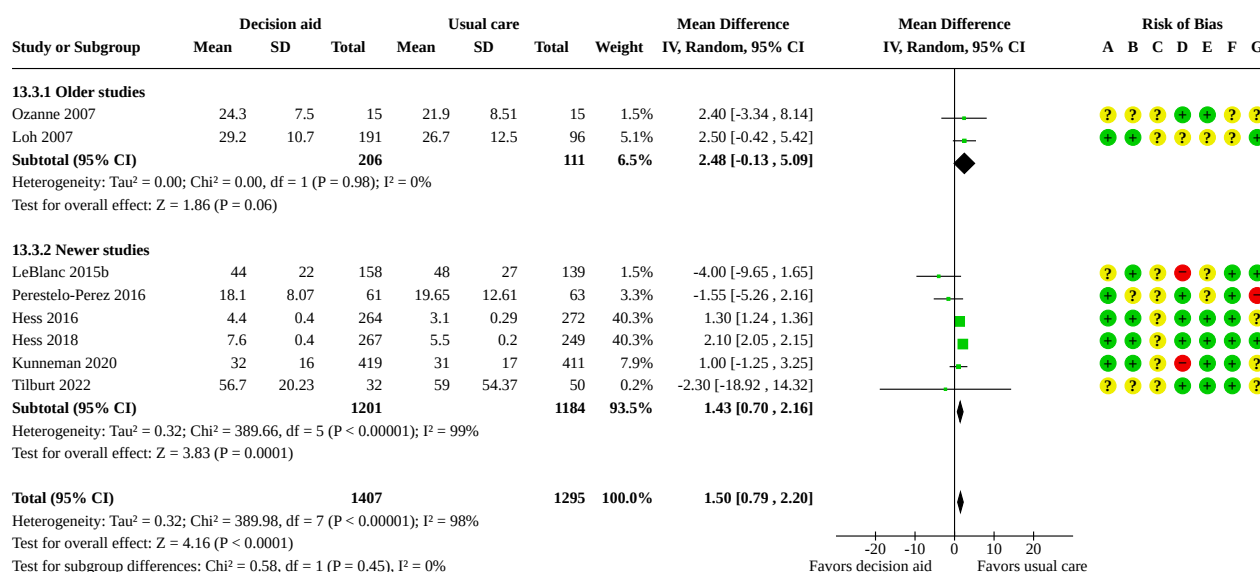 Decision aid Usual care Mean Difference Mean Difference Risk of Bias
Study or Subgroup Mean SD Total Mean SD Total Weight IV, Random, 95% CI IV, Random, 95% CI A B C D E F G
13.3.1 Older studies
Ozanne 2007 24.3 7.5 15 21.9 8.51 15 1.5% 2.40 [-3.34 , 8.14] ? ? ? + + ? ?
Loh 2007 29.2 10.7 191 26.7 12.5 96 5.1% 2.50 [-0.42 , 5.42] + + ? ? ? ? +
Subtotal (95% CI) 206 111 6.5% 2.48 [-0.13 , 5.09]
Heterogeneity: Tau² = 0.00; Chi² = 0.00, df = 1 (P = 0.98); I² = 0%
Test for overall effect: Z = 1.86 (P = 0.06)
13.3.2 Newer studies
LeBlanc 2015b 44 22 158 48 27 139 1.5% -4.00 [-9.65 , 1.65] ? + ? − ? + +
Perestelo-Perez 2016 18.1 8.07 61 19.65 12.61 63 3.3% -1.55 [-5.26 , 2.16] + ? ? + ? + −
Hess 2016 4.4 0.4 264 3.1 0.29 272 40.3% 1.30 [1.24 , 1.36] + + ? + + + ?
Hess 2018 7.6 0.4 267 5.5 0.2 249 40.3% 2.10 [2.05 , 2.15] + + ? + + + +
Kunneman 2020 32 16 419 31 17 411 7.9% 1.00 [-1.25 , 3.25] + + ? − + + ?
Tilburt 2022 56.7 20.23 32 59 54.37 50 0.2% -2.30 [-18.92 , 14.32] ? ? ? + + + ?
Subtotal (95% CI) 1201 1184 93.5% 1.43 [0.70 , 2.16]
Heterogeneity: Tau² = 0.32; Chi² = 389.66, df = 5 (P < 0.00001); I² = 99%
Test for overall effect: Z = 3.83 (P = 0.0001)
Total (95% CI) 1407 1295 100.0% 1.50 [0.79 , 2.20]
Heterogeneity: Tau² = 0.32; Chi² = 389.98, df = 7 (P < 0.00001); I² = 98%
Test for overall effect: Z = 4.16 (P < 0.0001)
-20 -10 0 10 20
Test for subgroup differences: Chi² = 0.58, df = 1 (P = 0.45), I² = 0%
Favors decision aid Favors usual care